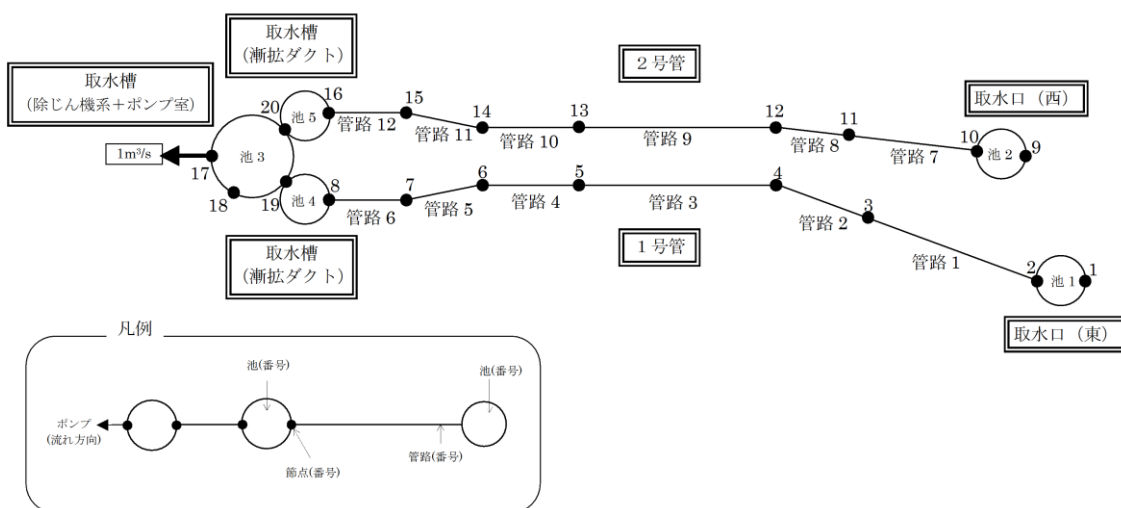 取水槽
（漸拡ダクト）
取水槽
（除じん機系＋ポンプ室）
２号管
取水口（西）
1m³/s
17
18
19
20
池 3
池 5
池 4
16
管路 12
15
管路 11
14
管路 10
13
管路 9
12
管路 8
11
管路 7
10
池 2
9
8
管路 6
7
管路 5
6
管路 4
5
管路 3
4
管路 2
3
管路 1
2
池 1
1
取水槽
（漸拡ダクト）
１号管
取水口（東）
凡例
池(番号)
池(番号)
ポンプ
(流れ方向)
節点(番号)
管路(番号)